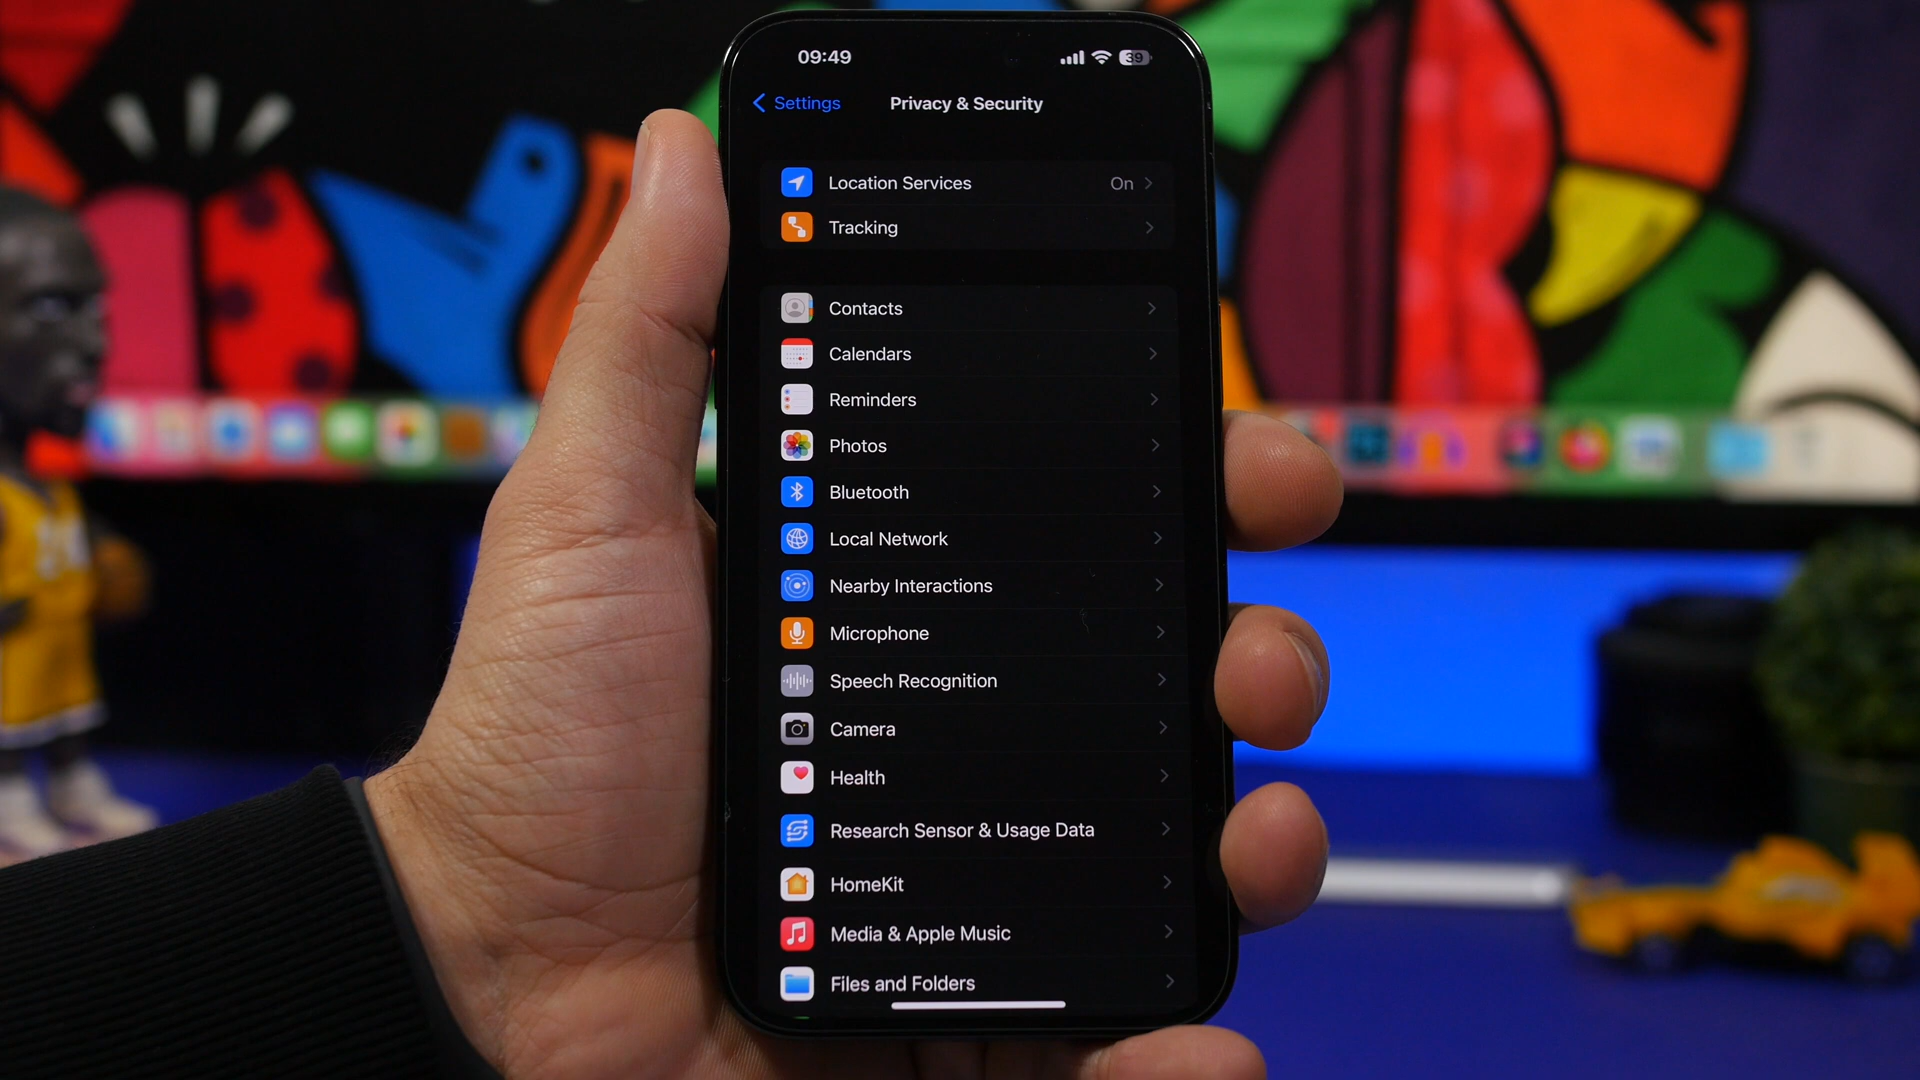 09:49 39
Settings Privacy & Security
Location Services On
Tracking
Contacts
Calendars
Reminders
Photos
Bluetooth
Local Network
Nearby Interactions
Microphone
Speech Recognition
Camera
Health
Research Sensor & Usage Data
HomeKit
Media & Apple Music
Files and Folders